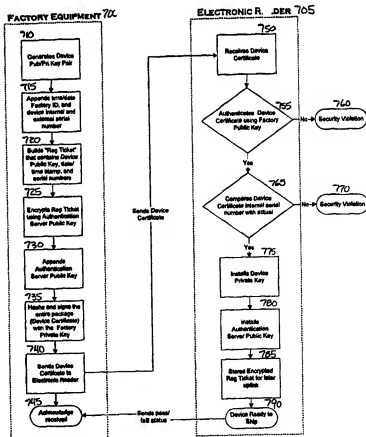 FACTORY EQUIPMENT 70
710
Generates Device
Pub/Pri Key Pair
715
Appends time/date
Factory ID, and
device internal and
external serial
number
720
Builds "Reg Ticket"
that contains Device
Public Key, date/
time stamp, and
serial numbers
725
Encrypts Reg Ticket
using Authentication
Server Public Key
730
Appends
Authentication
Server Public Key
735
Hashes and signs the
entire package
(Device Certificate)
with the Factory
Private Key
740
Sends Device
Certificate to
Electronic Reader
745
Acknowledge
received
Sends Device
Certificate
Sends pass/
fail status
ELECTRONIC R DER 705
750
Receives Device
Certificate
755
Authenticates Device
Certificate using Factory
Public Key
No
760
Security Violation
Yes
765
Compares Device
Certificate internal serial
number with actual
No
770
Security Violation
Yes
775
Installs Device
Private Key
780
Installs
Authentication
Server Public Key
785
Stores Encrypted
Reg Ticket for later
uplink
790
Device Ready to
Ship